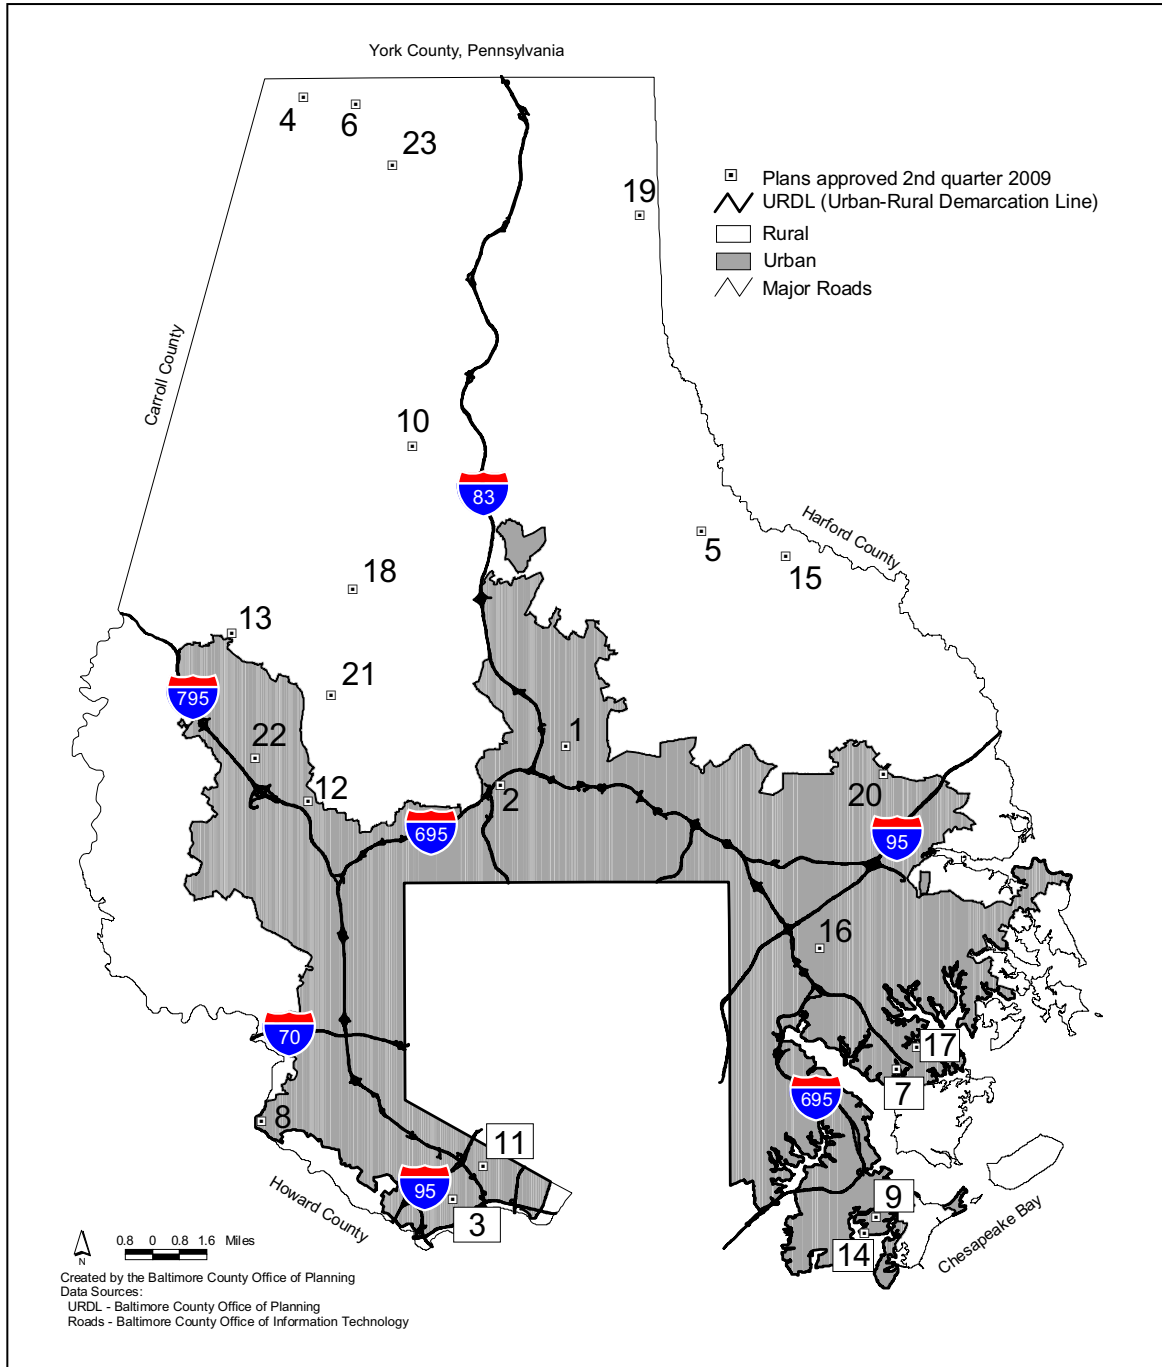 York County, Pennsylvania
4
6
23
19
Plans approved 2nd quarter 2009
URDL (Urban-Rural Demarcation Line)
Rural
Urban
Major Roads
Carroll County
10
83
Harford County
5
15
18
13
21
795
22
1
12
2
20
695
95
16
70
17
7
695
8
11
95
3
9
14
Howard County
Chesapeake Bay
N
0.8 0 0.8 1.6 Miles
Created by the Baltimore County Office of Planning
Data Sources:
URDL - Baltimore County Office of Planning
Roads - Baltimore County Office of Information Technology